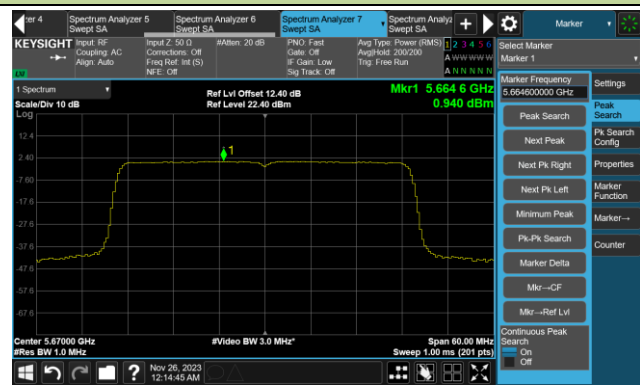 rer 4
Spectrum Analyzer 5
Swept SA
Spectrum Analyzer 6
Swept SA
Spectrum Analyzer 7
Swept SA
Spectrum Analyz
Swept SA
+
Marker
KEYSIGHT
Input: RF
Coupling: AC
Align: Auto
Input Z: 50 Ω
Corrections: Off
Freq Ref: Int (S)
NFE: Off
#Atten: 20 dB
PNO: Fast
Gate: Off
IF Gain: Low
Sig Track: Off
Avg Type: Power (RMS)
Avg|Hold: 200/200
Trig: Free Run
1 2 3 4 5 6
A W W W W W
A N N N N N
LXI
Select Marker
Marker 1
1 Spectrum
Scale/Div 10 dB
Log
Ref Lvl Offset 12.40 dB
Ref Level 22.40 dBm
Mkr1 5.664 6 GHz
0.940 dBm
12.4
2.40
-7.60
-17.6
-27.6
-37.6
-47.6
-57.6
-67.6
1
Center 5.67000 GHz
#Res BW 1.0 MHz
#Video BW 3.0 MHz*
Span 60.00 MHz
Sweep 1.00 ms (201 pts)
Marker Frequency
5.664600000 GHz
Peak Search
Next Peak
Next Pk Right
Next Pk Left
Minimum Peak
Pk-Pk Search
Marker Delta
Mkr→CF
Mkr→Ref Lvl
Continuous Peak
Search
On
Off
Settings
Peak
Search
Pk Search
Config
Properties
Marker
Function
Marker→
Counter
?
Nov 26, 2023
12:14:45 AM